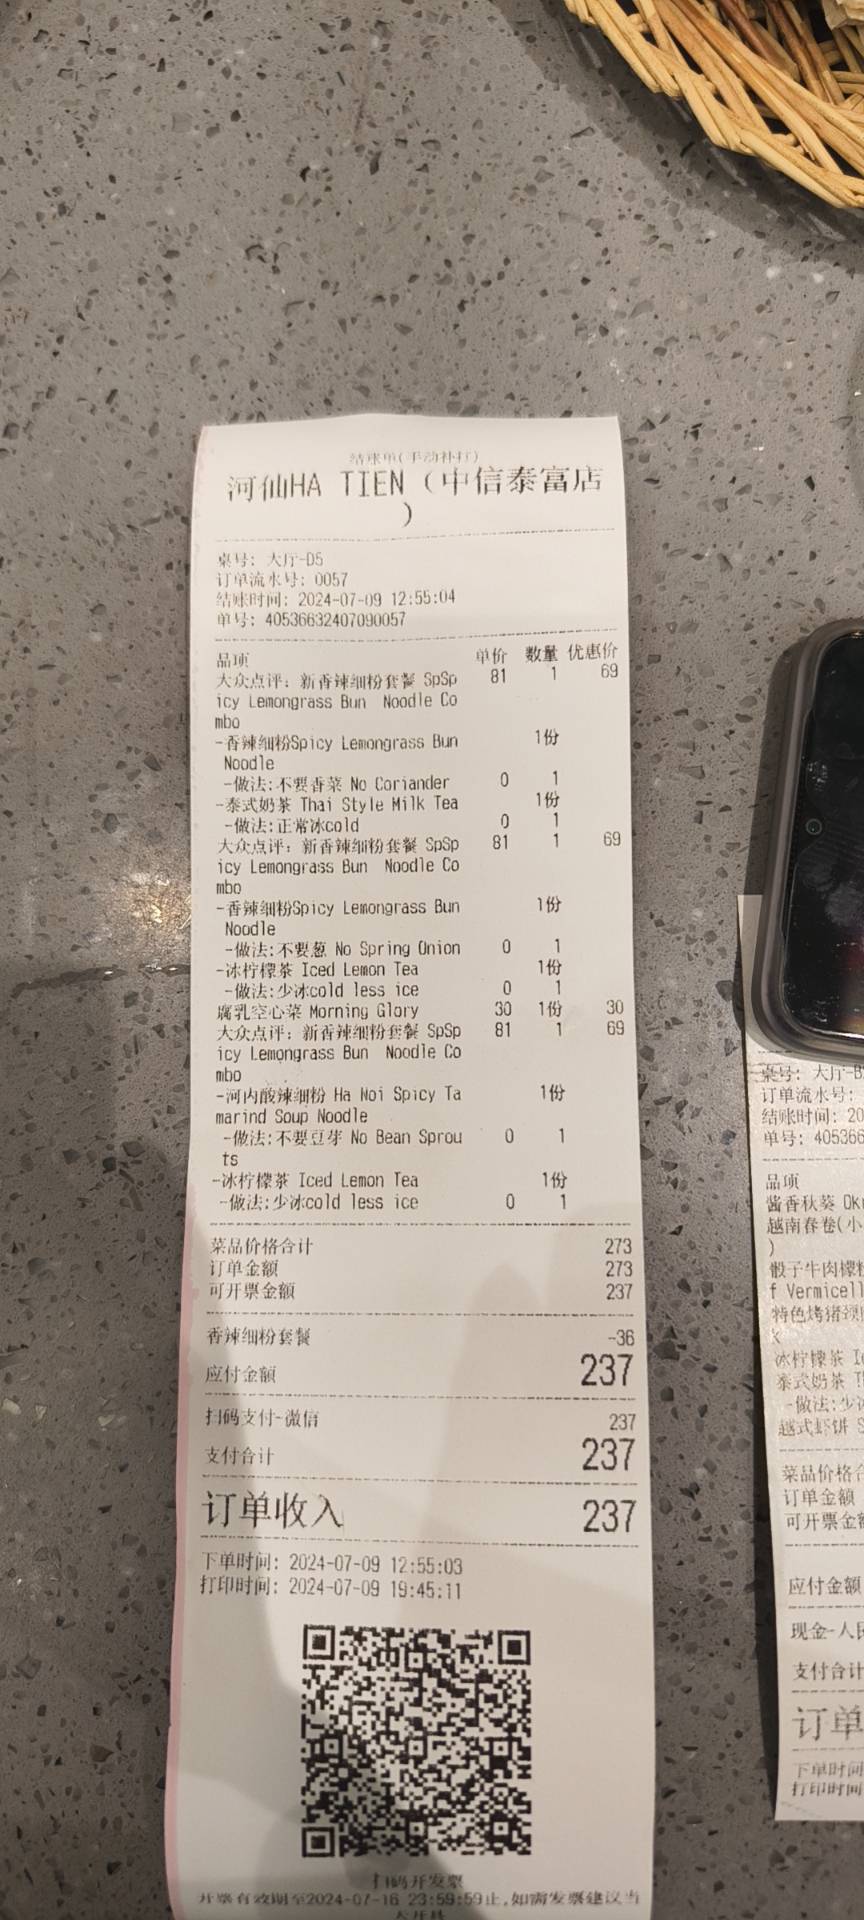 结账单(手动补打)
河仙HA TIEN（中信泰富店
）
桌号: 大厅-D5
订单流水号: 0057
结账时间: 2024-07-09 12:55:04
单号: 40536632407090057
品项 单价 数量 优惠价
大众点评: 新香辣细粉套餐 SpSp 81 1 69
icy Lemongrass Bun Noodle Co
mbo
-香辣细粉Spicy Lemongrass Bun 1份
Noodle
-做法:不要香菜 No Coriander 0 1
-泰式奶茶 Thai Style Milk Tea 1份
-做法:正常冰cold 0 1
大众点评: 新香辣细粉套餐 SpSp 81 1 69
icy Lemongrass Bun Noodle Co
mbo
-香辣细粉Spicy Lemongrass Bun 1份
Noodle
-做法:不要葱 No Spring Onion 0 1
-冰柠檬茶 Iced Lemon Tea 1份
-做法:少冰cold less ice 0 1
腐乳空心菜 Morning Glory 30 1份 30
大众点评: 新香辣细粉套餐 SpSp 81 1 69
icy Lemongrass Bun Noodle Co
mbo
-河内酸辣细粉 Ha Noi Spicy Ta 1份
marind Soup Noodle
-做法:不要豆芽 No Bean Sprou 0 1
ts
-冰柠檬茶 Iced Lemon Tea 1份
-做法:少冰cold less ice 0 1
菜品价格合计 273
订单金额 273
可开票金额 237
香辣细粉套餐 -36
应付金额 237
扫码支付-微信 237
支付合计 237
订单收入 237
下单时间: 2024-07-09 12:55:03
打印时间: 2024-07-09 19:45:11
扫码开发票
开票有效期至2024-07-16 23:59:59止,如需发票建议当
桌号: 大厅-B
订单流水号:
结账时间: 20
单号: 405366
品项
酱香秋葵 Ok
越南春卷(小
)
骰子牛肉檬粉
f Vermicell
特色烤猪颈
k
冰柠檬茶 I
泰式奶茶 T
-做法:少冰
越式虾饼 S
菜品价格合
订单金额
可开票金额
应付金额
现金-人民
支付合计
订单
下单时间
打印时间